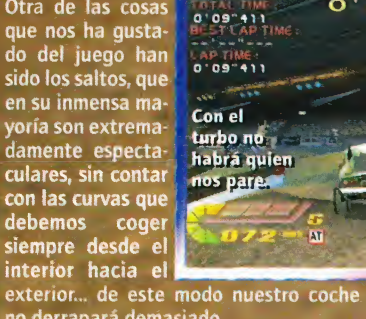 Otra de las cosas
que nos ha gusta-
do del juego han
sido los saltos, que
en su inmensa ma-
yoría son extrema-
damente especta-
culares, sin contar
con las curvas que
debemos coger
siempre desde el
interior hacia el
exterior... de este modo nuestro coche
no derrapará demasiado
TOTAL TIME:
0'09"411
BEST LAP TIME:
--'--"---
LAP TIME:
0'09"411
Con el
turbo no
habrá quien
nos pare.
5
072
AT